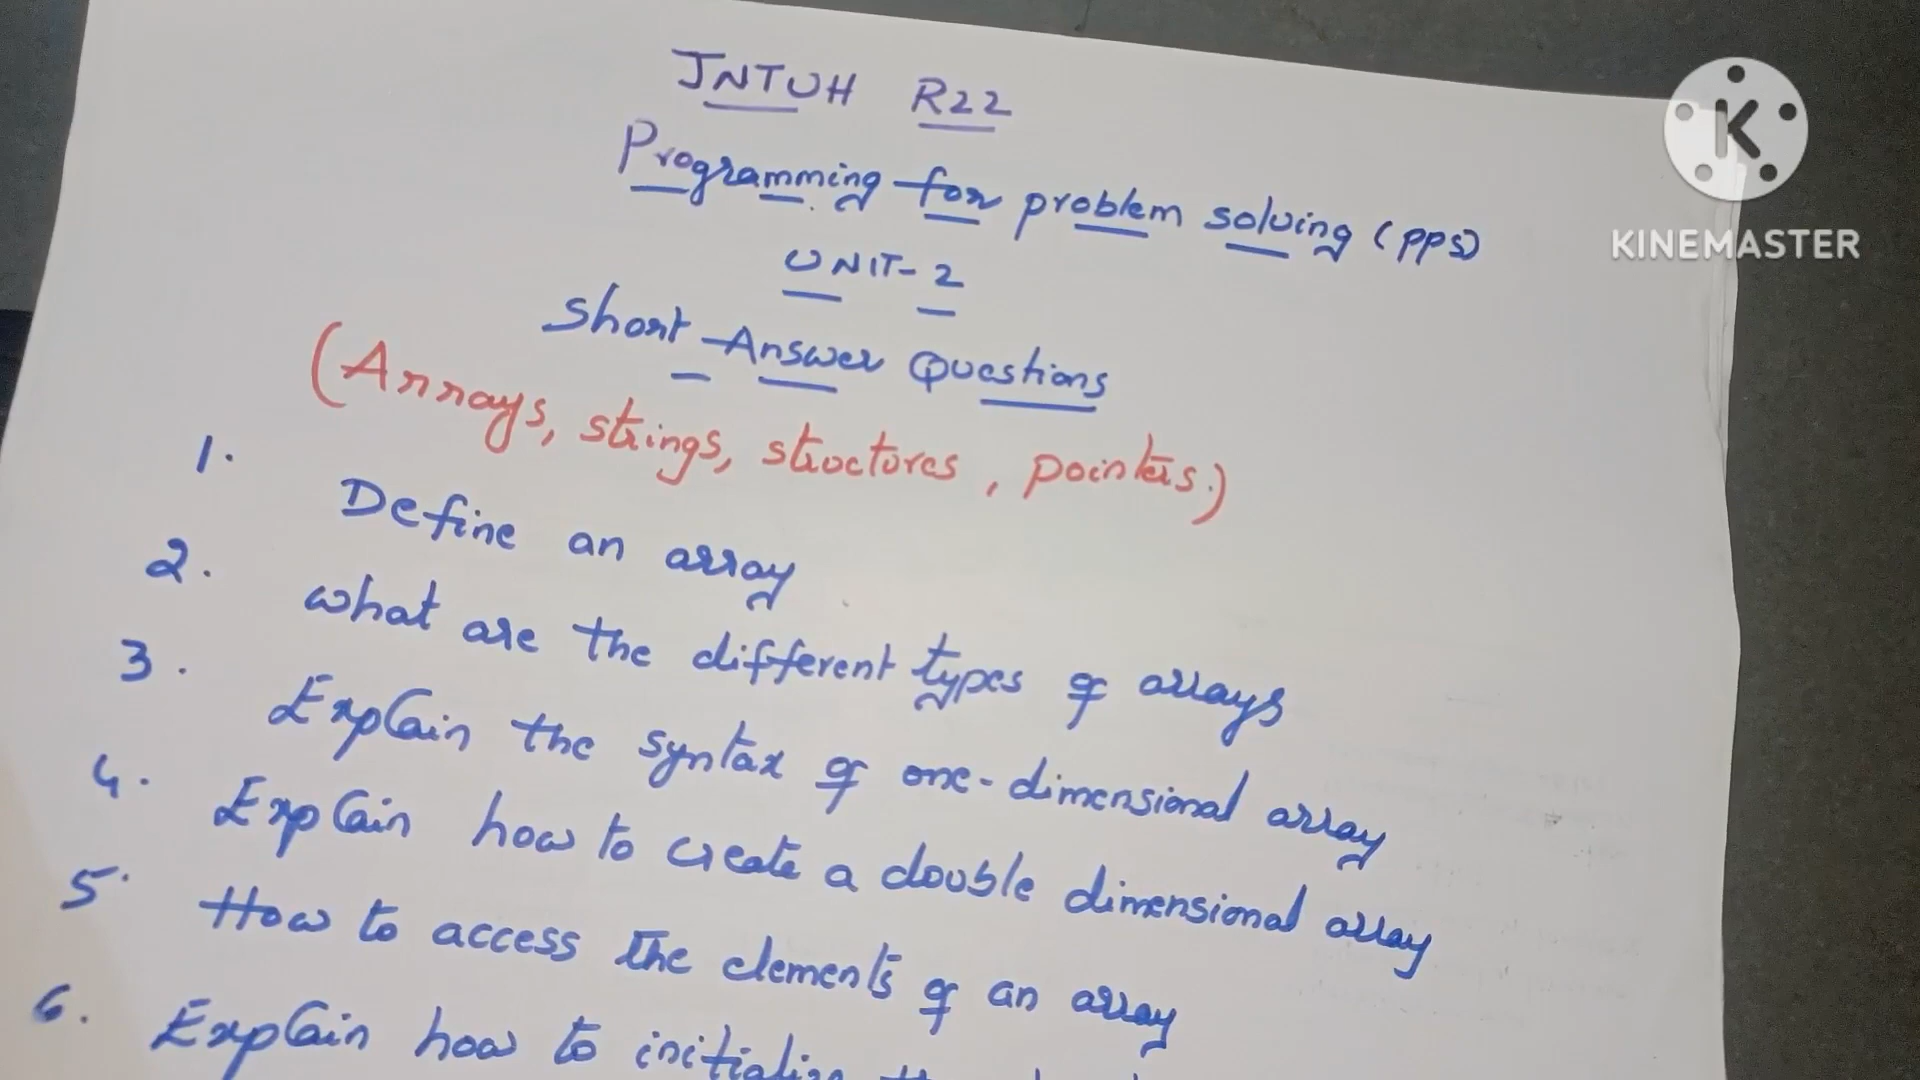 JNTUH R22
Programming for problem solving (PPS)
UNIT-2
Short Answer Questions
(Arrays, strings, structures, pointers.)
1. Define an array
2. what are the different types of arrays
3. Explain the syntax of one-dimensional array
4. Explain how to create a double dimensional array
5. How to access the elements of an array
6. Explain how to initialize
KINEMASTER